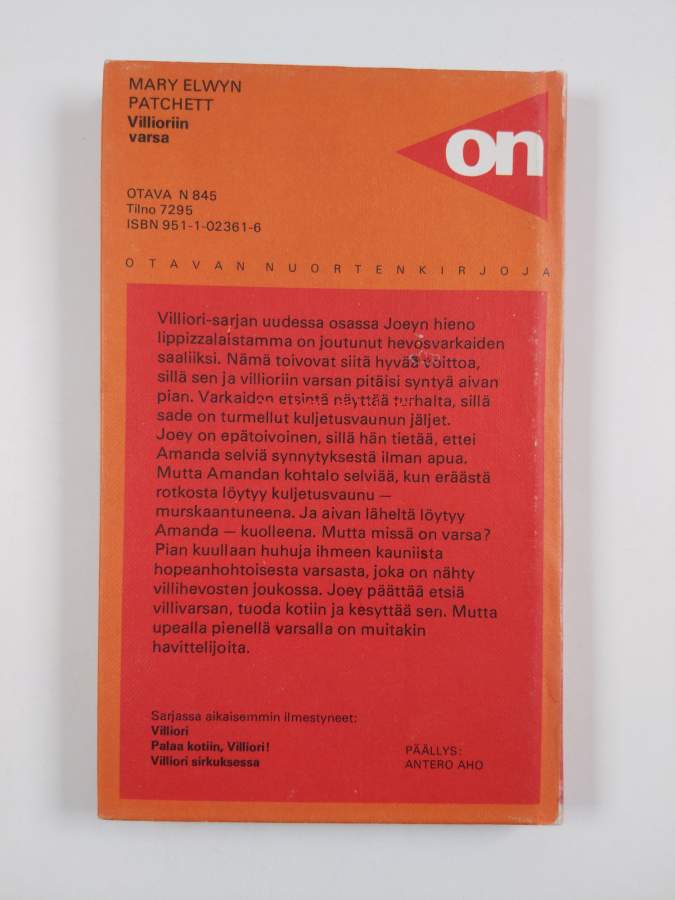 MARY ELWYN
PATCHETT
Villioriin
varsa
on
OTAVA N 845
Tilno 7295
ISBN 951-1-02361-6
OTAVAN NUORTENKIRJOJA
Villiori-sarjan uudessa osassa Joeyn hieno
lippizzalaistamma on joutunut hevosvarkaiden
saaliiksi. Nämä toivovat siitä hyvää voittoa,
sillä sen ja villioriin varsan pitäisi syntyä aivan
pian. Varkaiden etsintä näyttää turhalta, sillä
sade on turmellut kuljetusvaunun jäljet.
Joey on epätoivoinen, sillä hän tietää, ettei
Amanda selviä synnytyksestä ilman apua.
Mutta Amandan kohtalo selviää, kun eräästä
rotkosta löytyy kuljetusvaunu —
murskaantuneena. Ja aivan läheltä löytyy
Amanda — kuolleena. Mutta missä on varsa?
Pian kuullaan huhuja ihmeen kauniista
hopeanhohtoisesta varsasta, joka on nähty
villihevosten joukossa. Joey päättää etsiä
villivarsan, tuoda kotiin ja kesyttää sen. Mutta
upealla pienellä varsalla on muitakin
havittelijoita.
Sarjassa aikaisemmin ilmestyneet:
Villiori
Palaa kotiin, Villiori!
Villiori sirkuksessa
PÄÄLLYS:
ANTERO AHO